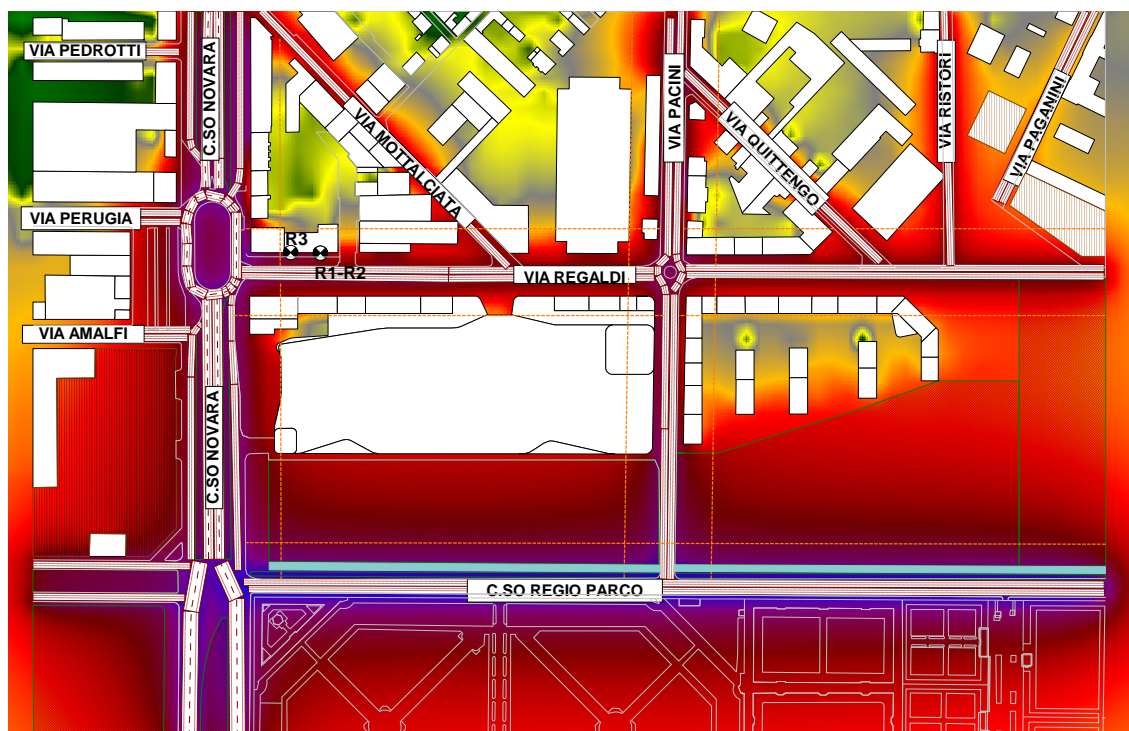 VIA PEDROTTI
C.SO NOVARA
VIA MOTTALCIATA
VIA PACINI
VIA QUITTENGO
VIA RISTORI
VIA PAGANINI
VIA PERUGIA
R3
R1-R2
VIA REGALDI
VIA AMALFI
C.SO NOVARA
C.SO REGIO PARCO